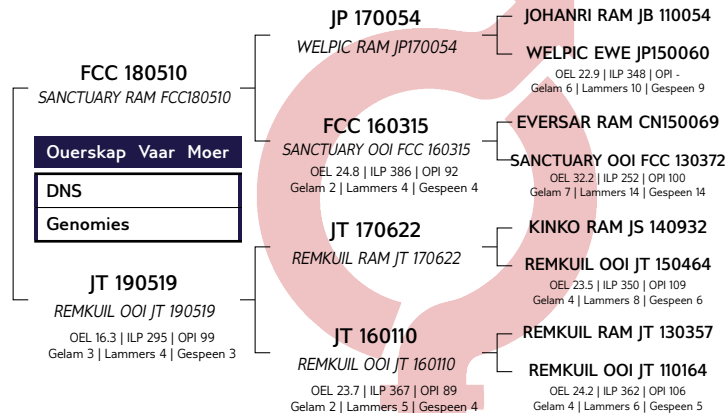 FCC 180510
SANCTUARY RAM FCC180510
Ouerskap Vaar Moer
DNS
Genomies
JT 190519
REMKUIL OOI JT 190519
OEL 16.3 | ILP 295 | OPI 99
Gelam 3 | Lammers 4 | Gespeen 3
JP 170054
WELPIC RAM JP170054
FCC 160315
SANCTUARY OOI FCC 160315
OEL 24.8 | ILP 386 | OPI 92
Gelam 2 | Lammers 4 | Gespeen 4
JT 170622
REMKUIL RAM JT 170622
JT 160110
REMKUIL OOI JT 160110
OEL 23.7 | ILP 367 | OPI 89
Gelam 2 | Lammers 5 | Gespeen 4
JOHANRI RAM JB 110054
WELPIC EWE JP150060
OEL 22.9 | ILP 348 | OPI -
Gelam 6 | Lammers 10 | Gespeen 9
EVERSAR RAM CN150069
SANCTUARY OOI FCC 130372
OEL 32.2 | ILP 252 | OPI 100
Gelam 7 | Lammers 14 | Gespeen 14
KINKO RAM JS 140932
REMKUIL OOI JT 150464
OEL 23.5 | ILP 350 | OPI 109
Gelam 4 | Lammers 8 | Gespeen 6
REMKUIL RAM JT 130357
REMKUIL OOI JT 110164
OEL 24.2 | ILP 362 | OPI 106
Gelam 4 | Lammers 6 | Gespeen 5